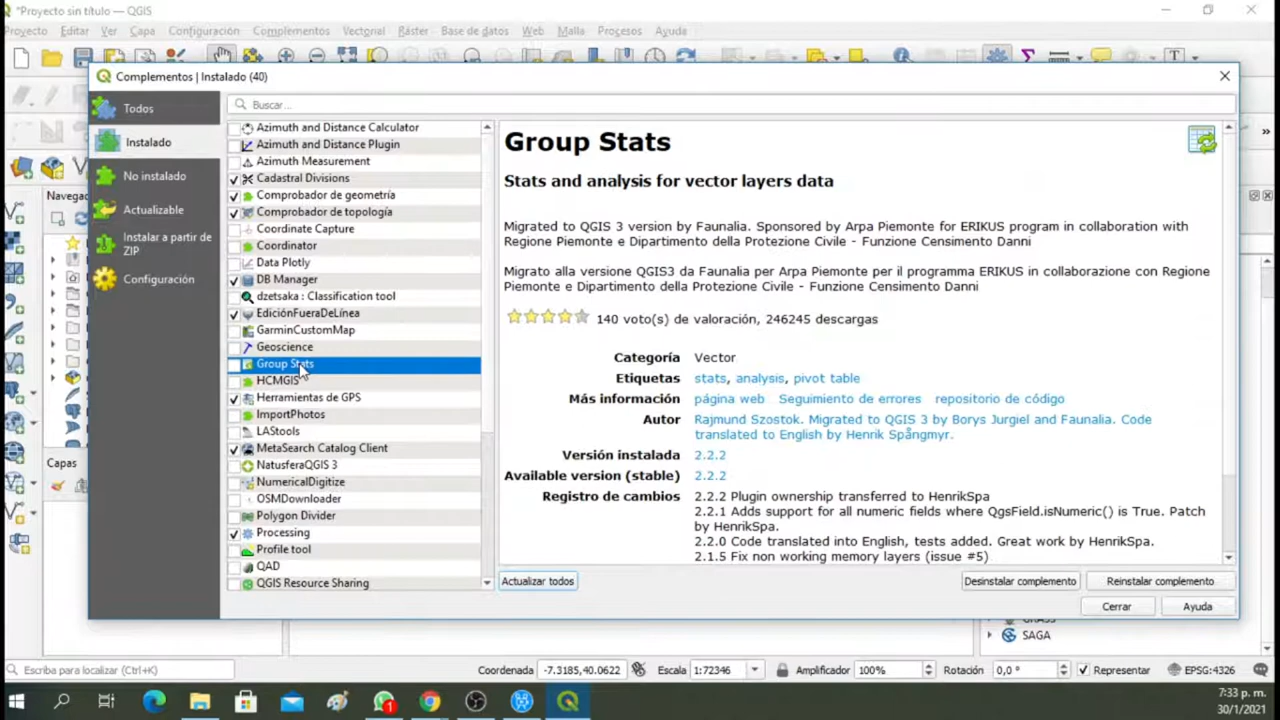 *Proyecto sin título — QGIS
Proyecto Editar Ver Capa Configuración Complementos Vectorial Ráster Base de datos Web Malla Procesos Ayuda
Complementos | Instalado (40)
Todos
Instalado
No instalado
Actualizable
Instalar a partir de
ZIP
Configuración
Buscar...
Azimuth and Distance Calculator
Azimuth and Distance Plugin
Azimuth Measurement
Cadastral Divisions
Comprobador de geometría
Comprobador de topología
Coordinate Capture
Coordinator
Data Plotly
DB Manager
dzetsaka : Classification tool
EdiciónFueraDeLínea
GarminCustomMap
Geoscience
Group Stats
HCMGIS
Herramientas de GPS
ImportPhotos
LAStools
MetaSearch Catalog Client
NatusferaQGIS 3
NumericalDigitize
OSMDownloader
Polygon Divider
Processing
Profile tool
QAD
QGIS Resource Sharing
Group Stats
Stats and analysis for vector layers data
Migrated to QGIS 3 version by Faunalia. Sponsored by Arpa Piemonte for ERIKUS program in collaboration with
Regione Piemonte e Dipartimento della Protezione Civile - Funzione Censimento Danni
Migrato alla versione QGIS3 da Faunalia per Arpa Piemonte per il programma ERIKUS in collaborazione con Regione
Piemonte e Dipartimento della Protezione Civile - Funzione Censimento Danni
140 voto(s) de valoración, 246245 descargas
Categoría Vector
Etiquetas stats, analysis, pivot table
Más información página web Seguimiento de errores repositorio de código
Autor Rajmund Szostok. Migrated to QGIS 3 by Borys Jurgiel and Faunalia. Code
translated to English by Henrik Spångmyr.
Versión instalada 2.2.2
Available version (stable) 2.2.2
Registro de cambios 2.2.2 Plugin ownership transferred to HenrikSpa
2.2.1 Adds support for all numeric fields where QgsField.isNumeric() is True. Patch
by HenrikSpa.
2.2.0 Code translated into English, tests added. Great work by HenrikSpa.
2.1.5 Fix non working memory layers (issue #5)
Actualizar todos Desinstalar complemento Reinstalar complemento
Cerrar Ayuda
Capas
SAGA
Escriba para localizar (Ctrl+K) Coordenada -7.3185,40.0622 Escala 1:72346 Amplificador 100% Rotación 0,0 ° Representar EPSG:4326
7:33 p. m.
30/1/2021